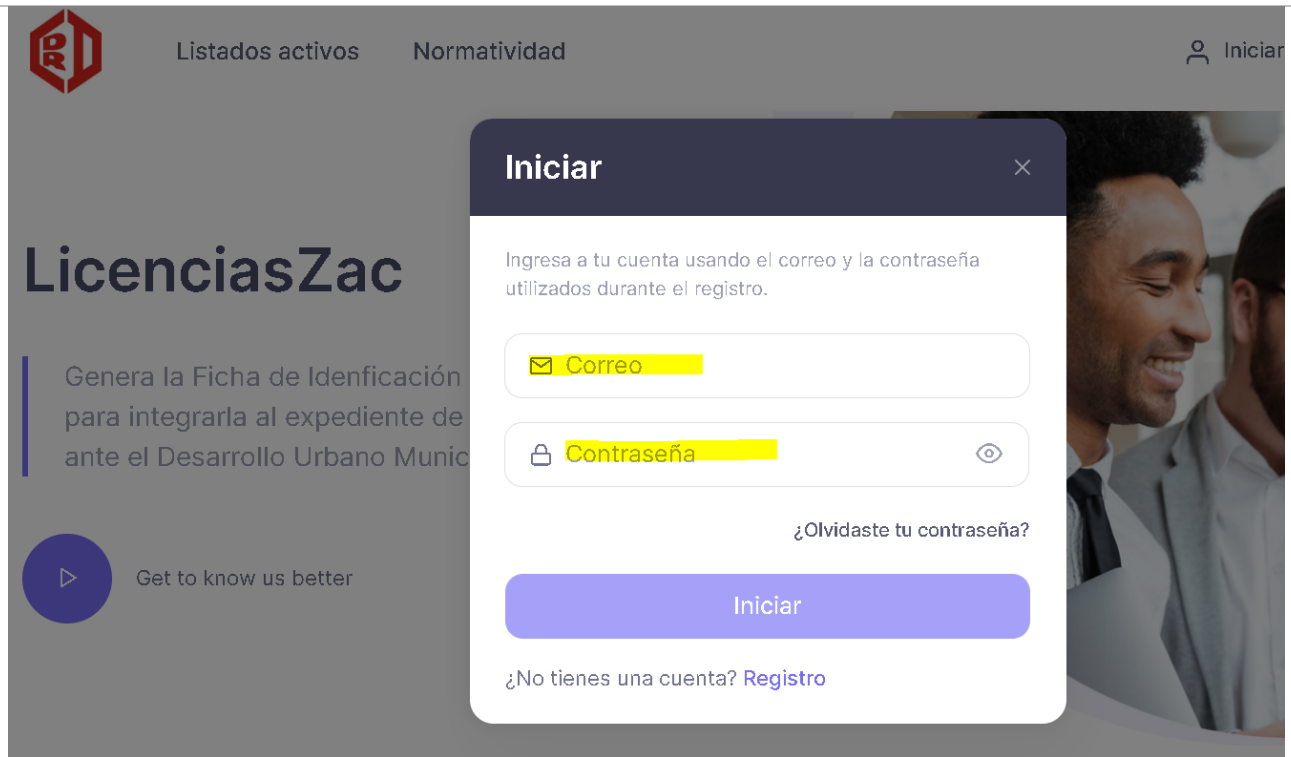 DRD
Listados activos
Normatividad
Iniciar
Iniciar
LicenciasZac
Genera la Ficha de Idenficación
para integrarla al expediente de
ante el Desarrollo Urbano Munic
Get to know us better
Ingresa a tu cuenta usando el correo y la contraseña
utilizados durante el registro.
Correo
Contraseña
¿Olvidaste tu contraseña?
Iniciar
¿No tienes una cuenta? Registro